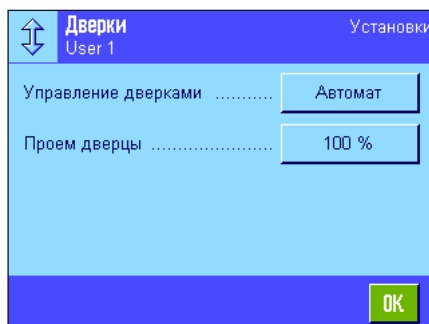 Дверки Установки
User 1
Управление дверками ........... Автомат
Проем дверцы ....................... 100 %
OK